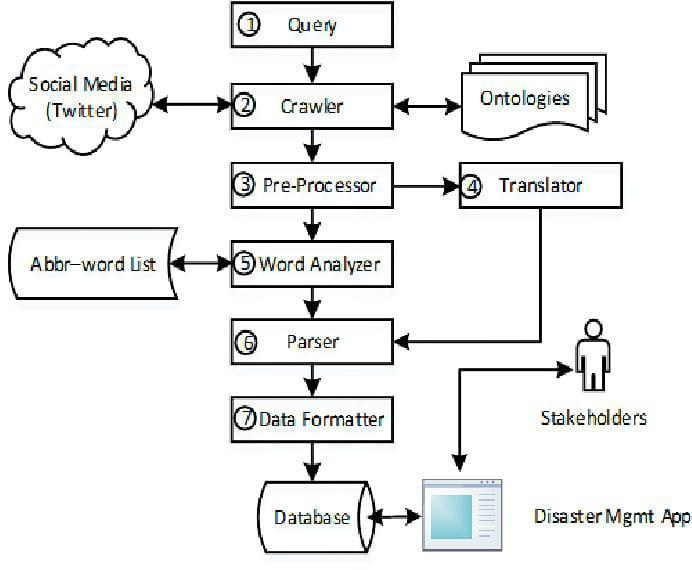 ① Query
Social Media
(Twitter)
② Crawler
Ontologies
③ Pre-Processor
④ Translator
Abbr-word List
⑤ Word Analyzer
⑥ Parser
Stakeholders
⑦ Data Formatter
Database
Disaster Mgmt App